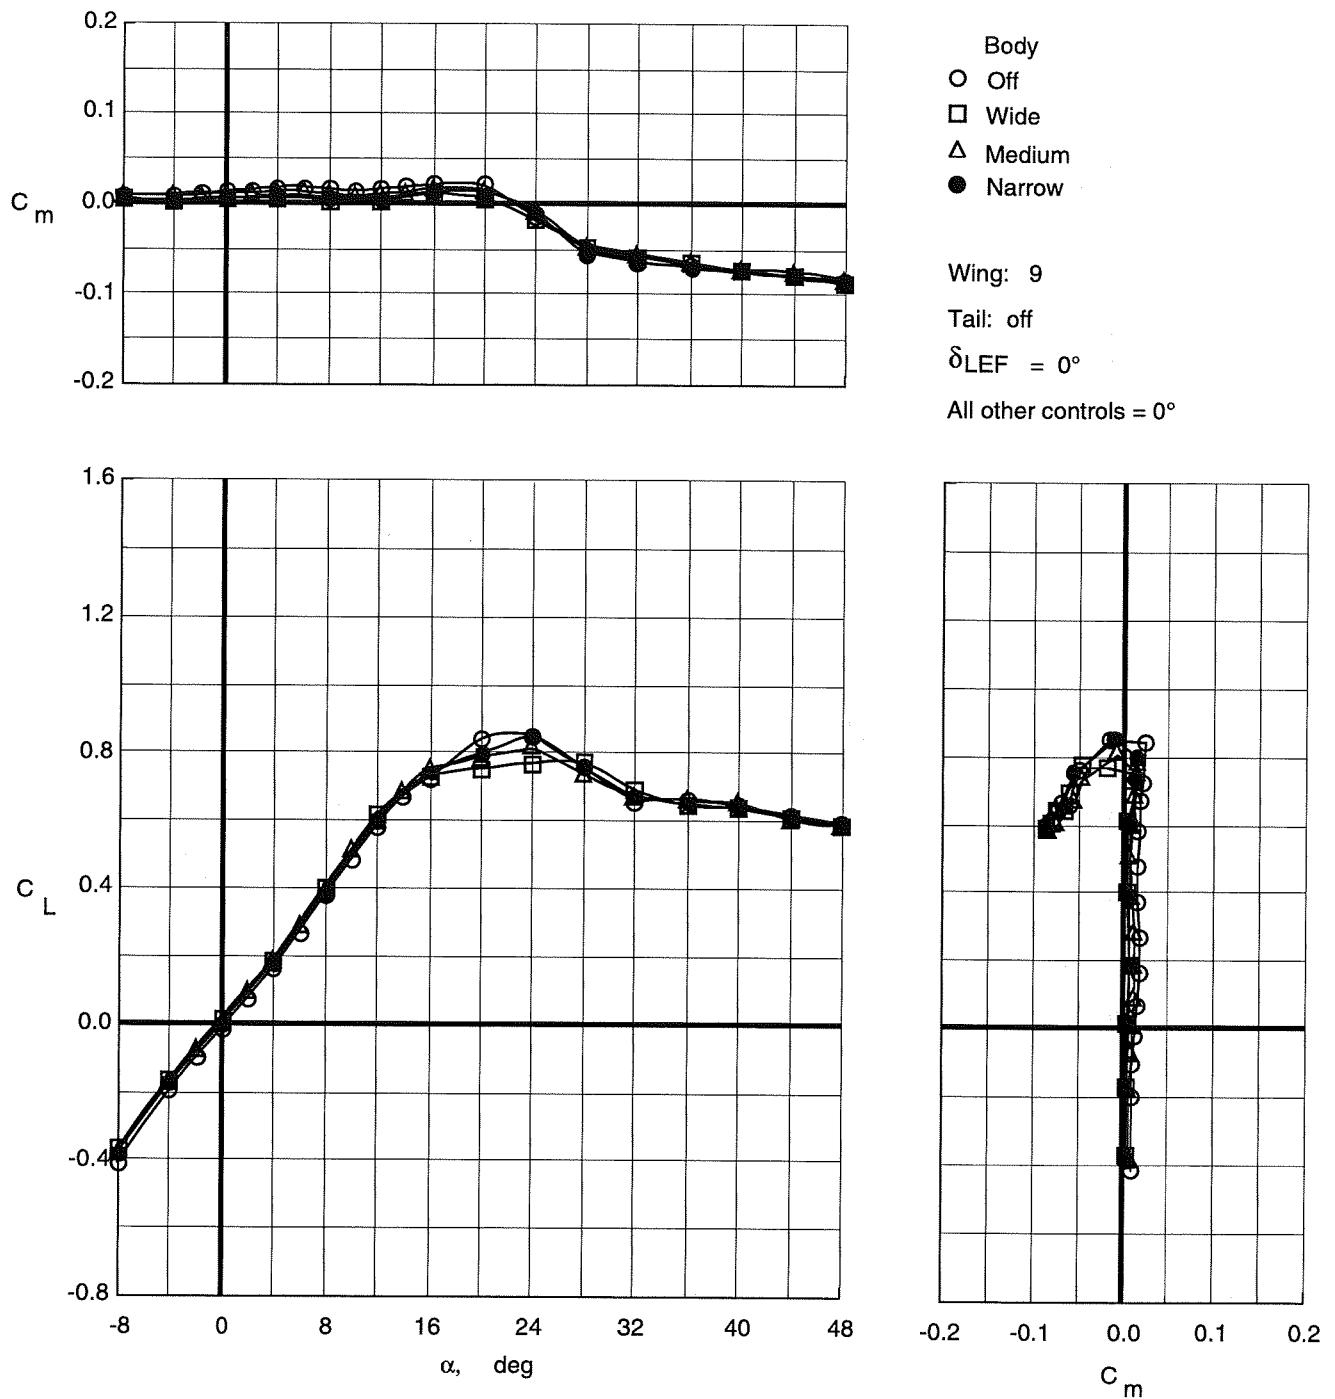 0.2
0.1
0.0
-0.1
-0.2
C m
Body
Off
Wide
Medium
Narrow
Wing: 9
Tail: off
δLEF = 0°
All other controls = 0°
1.6
1.2
0.8
0.4
0.0
-0.4
-0.8
C L
-8 0 8 16 24 32 40 48
α, deg
-0.2 -0.1 0.0 0.1 0.2
C m